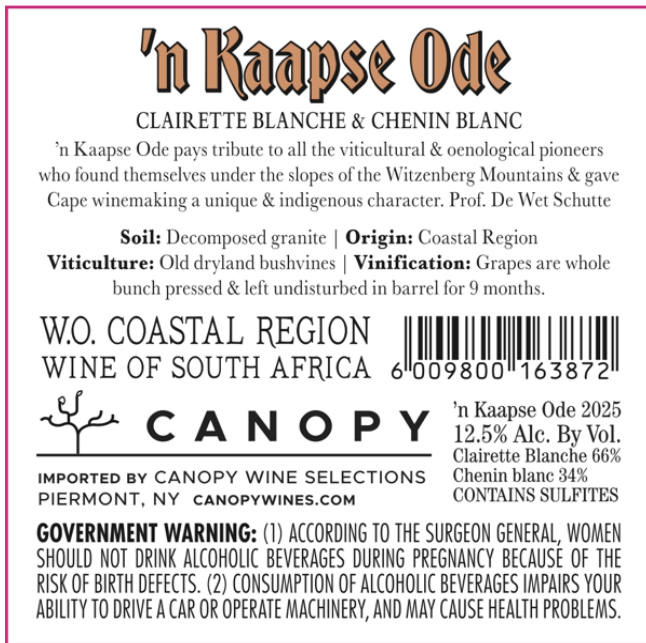 'n Kaapse Ode
CLAIRETTE BLANCHE & CHENIN BLANC
'n Kaapse Ode pays tribute to all the viticultural & oenological pioneers
who found themselves under the slopes of the Witzenberg Mountains & gave
Cape winemaking a unique & indigenous character. Prof. De Wet Schutte
Soil: Decomposed granite | Origin: Coastal Region
Viticulture: Old dryland bushvines | Vinification: Grapes are whole
bunch pressed & left undisturbed in barrel for 9 months.
W.O. COASTAL REGION
WINE OF SOUTH AFRICA
6 009800 163872
CANOPY
IMPORTED BY CANOPY WINE SELECTIONS
PIERMONT, NY CANOPYWINES.COM
'n Kaapse Ode 2025
12.5% Alc. By Vol.
Clairette Blanche 66%
Chenin blanc 34%
CONTAINS SULFITES
GOVERNMENT WARNING: (1) ACCORDING TO THE SURGEON GENERAL, WOMEN
SHOULD NOT DRINK ALCOHOLIC BEVERAGES DURING PREGNANCY BECAUSE OF THE
RISK OF BIRTH DEFECTS. (2) CONSUMPTION OF ALCOHOLIC BEVERAGES IMPAIRS YOUR
ABILITY TO DRIVE A CAR OR OPERATE MACHINERY, AND MAY CAUSE HEALTH PROBLEMS.